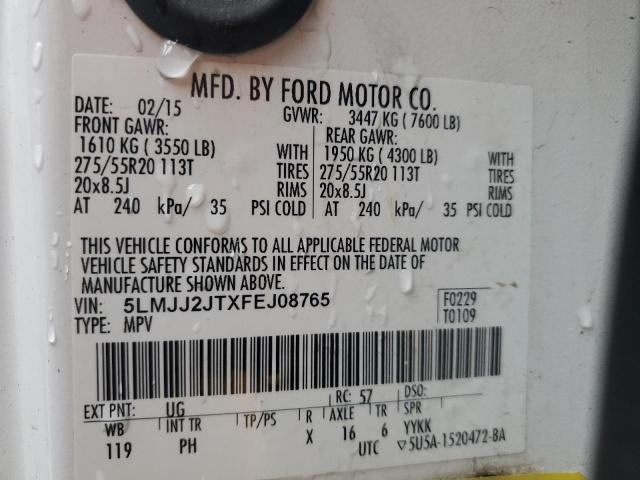 MFD. BY FORD MOTOR CO.
DATE: 02/15 GVWR: 3447 KG ( 7600 LB)
FRONT GAWR: REAR GAWR:
1610 KG ( 3550 LB) WITH 1950 KG ( 4300 LB) WITH
275/55R20 113T TIRES 275/55R20 113T TIRES
20x8.5J RIMS 20x8.5J RIMS
AT 240 kPa/ 35 PSI COLD AT 240 kPa/ 35 PSI COLD
THIS VEHICLE CONFORMS TO ALL APPLICABLE FEDERAL MOTOR
VEHICLE SAFETY STANDARDS IN EFFECT ON THE DATE OF
MANUFACTURE SHOWN ABOVE.
VIN: 5LMJJ2JTXFEJ08765 F0229
TYPE: MPV T0109
EXT PNT: UG RC: 57 DSO:
WB INT TR TP/PS R AXLE TR SPR
119 PH X 16 6 YYKK
UTC ▽5U5A-1520472-BA